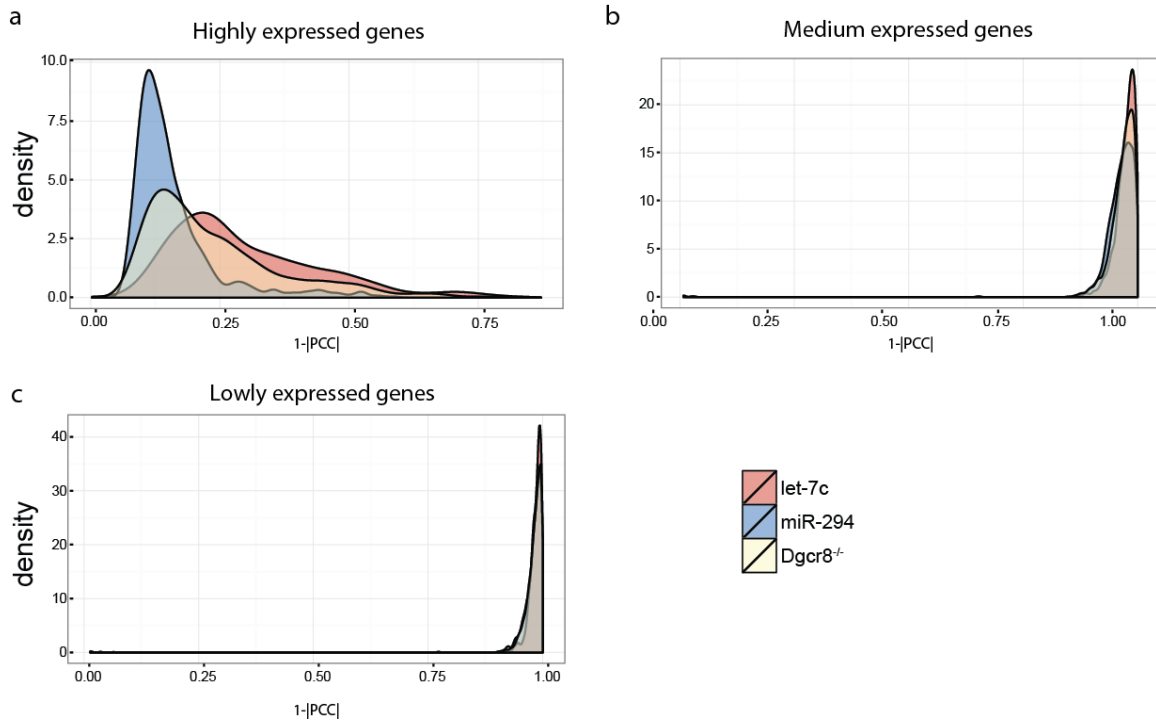 a
Highly expressed genes
density
10.0
7.5
5.0
2.5
0.0
0.00 0.25 0.50 0.75
1-|PCC|
b
Medium expressed genes
20
15
10
5
0
0.00 0.25 0.50 0.75 1.00
1-|PCC|
c
Lowly expressed genes
density
40
30
20
10
0
0.00 0.25 0.50 0.75 1.00
1-|PCC|
let-7c
miR-294
Dgcr8-/-